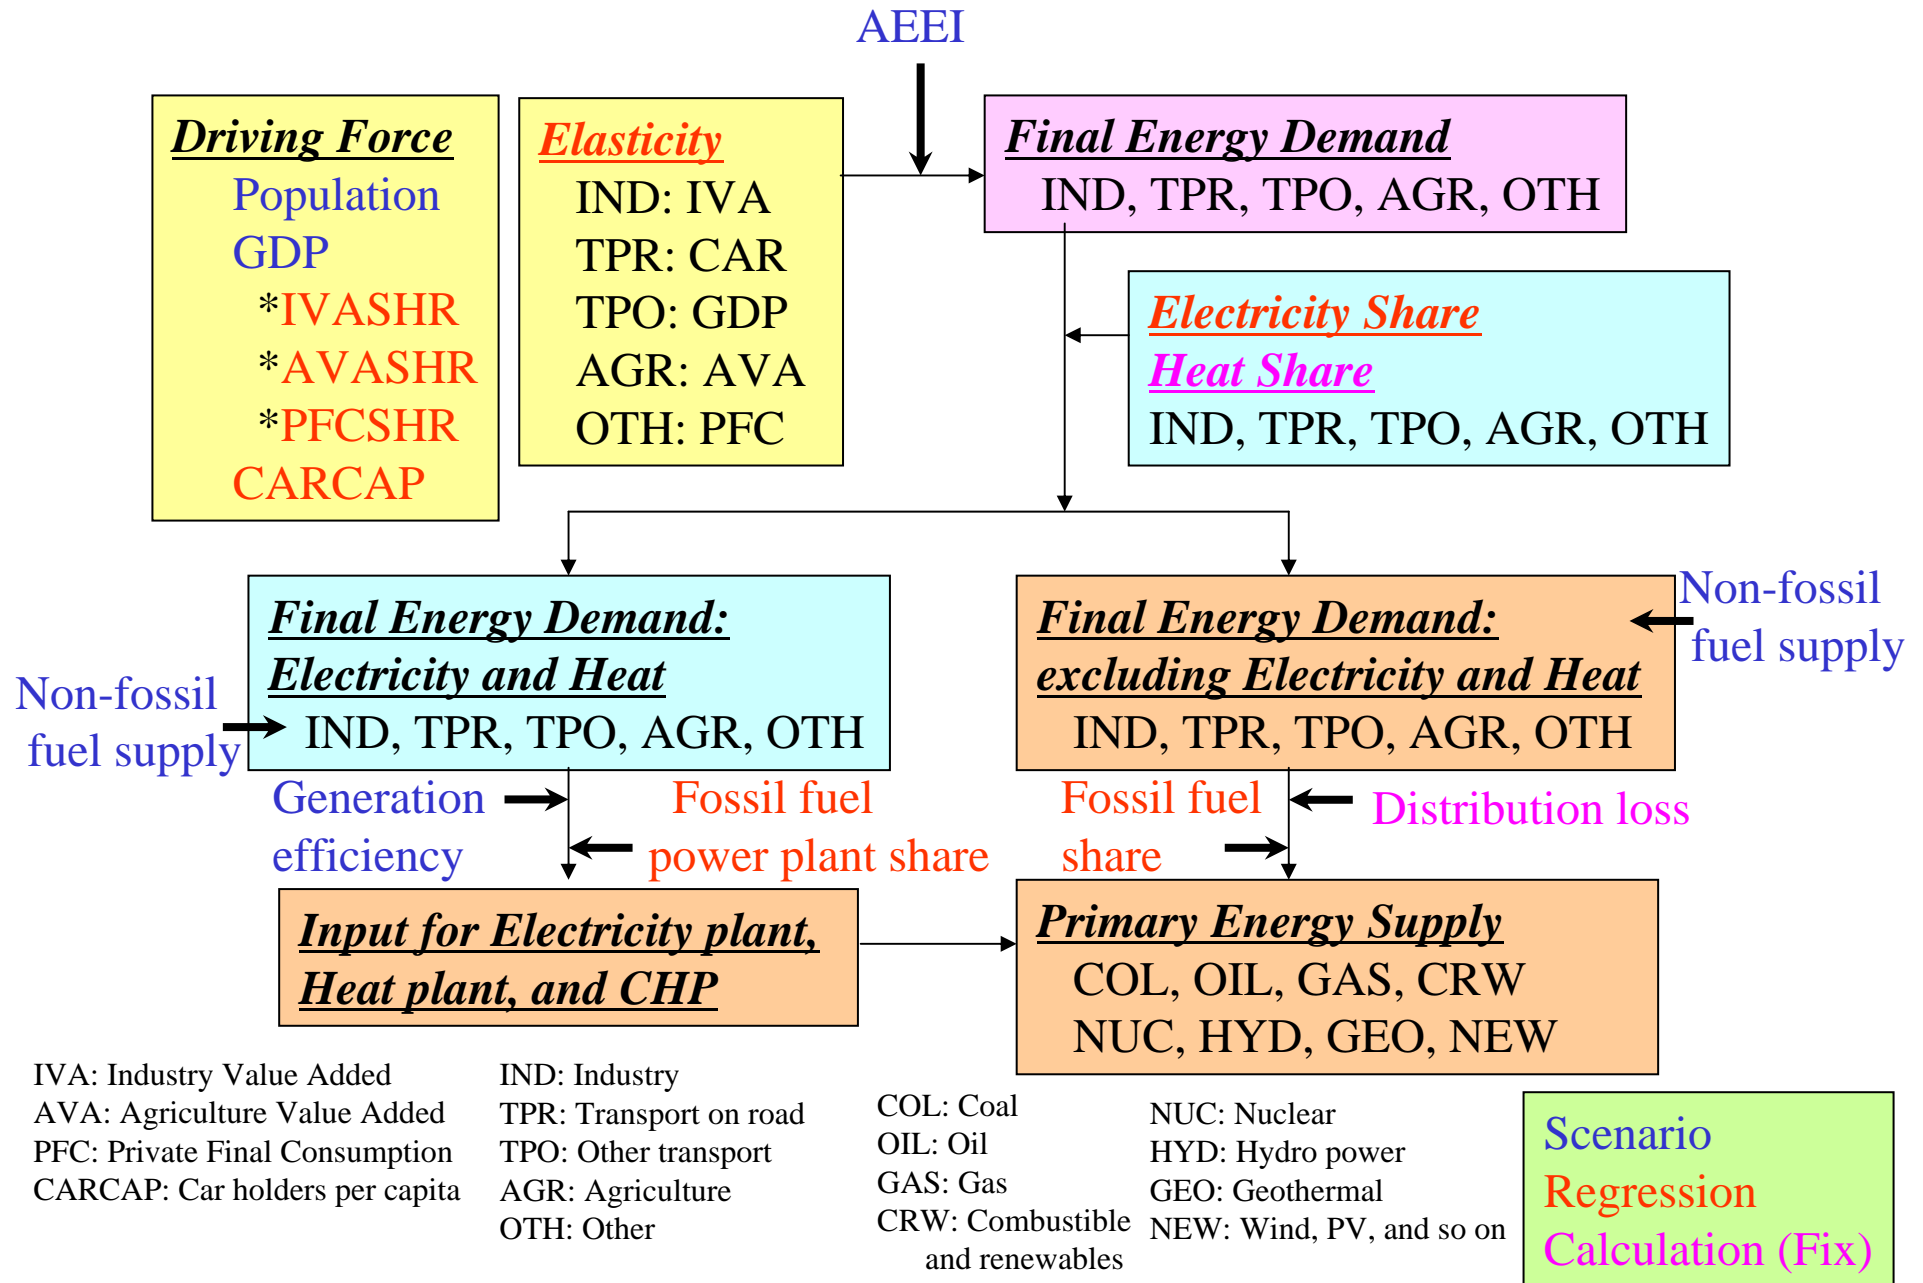 AEEI
Driving Force
Population
GDP
*IVASHR
*AVASHR
*PFCSHR
CARCAP
Elasticity
IND: IVA
TPR: CAR
TPO: GDP
AGR: AVA
OTH: PFC
Final Energy Demand
IND, TPR, TPO, AGR, OTH
Electricity Share
Heat Share
IND, TPR, TPO, AGR, OTH
Non-fossil
fuel supply
Final Energy Demand:
Electricity and Heat
IND, TPR, TPO, AGR, OTH
Final Energy Demand:
excluding Electricity and Heat
IND, TPR, TPO, AGR, OTH
Non-fossil
fuel supply
Generation
efficiency
Fossil fuel
power plant share
Fossil fuel
share
Distribution loss
Input for Electricity plant,
Heat plant, and CHP
Primary Energy Supply
COL, OIL, GAS, CRW
NUC, HYD, GEO, NEW
IVA: Industry Value Added
AVA: Agriculture Value Added
PFC: Private Final Consumption
CARCAP: Car holders per capita
IND: Industry
TPR: Transport on road
TPO: Other transport
AGR: Agriculture
OTH: Other
COL: Coal
OIL: Oil
GAS: Gas
CRW: Combustible
and renewables
NUC: Nuclear
HYD: Hydro power
GEO: Geothermal
NEW: Wind, PV, and so on
Scenario
Regression
Calculation (Fix)